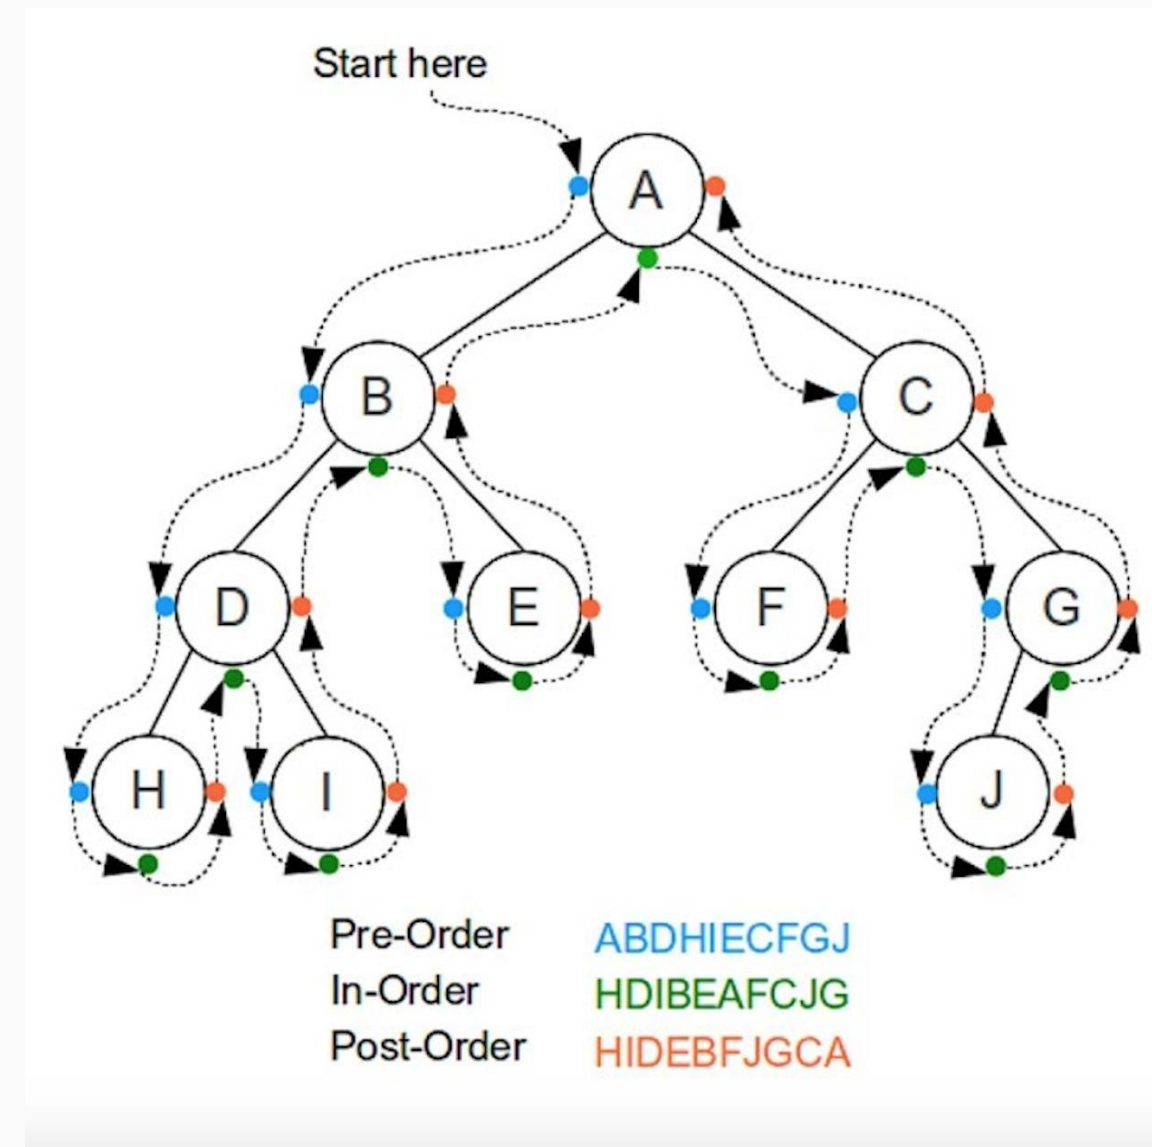 Start here
A
B
C
D
E
F
G
H
I
J
Pre-Order ABDHIECFGJ
In-Order HDIBEAFCJG
Post-Order HIDEBFJGCA